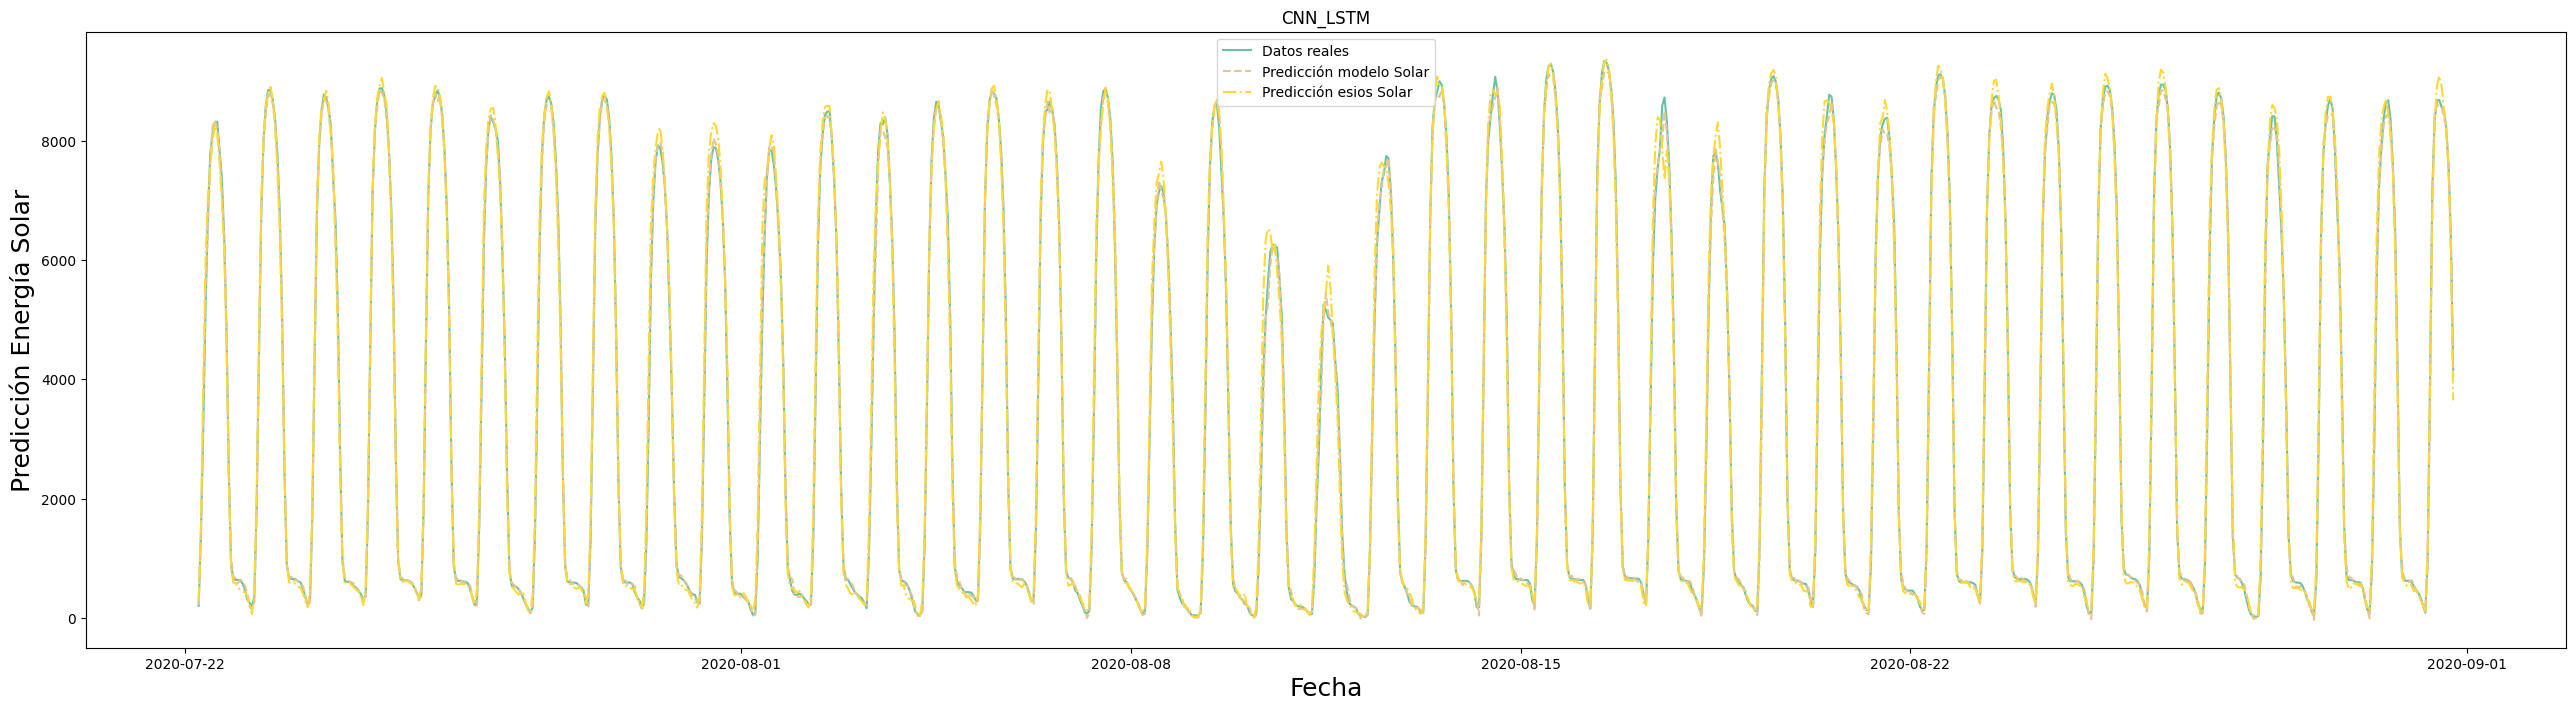 CNN_LSTM
Datos reales
Predicción modelo Solar
Predicción esios Solar
Predicción Energía Solar
8000
6000
4000
2000
0
2020-07-22 2020-08-01 2020-08-08 2020-08-15 2020-08-22 2020-09-01
Fecha